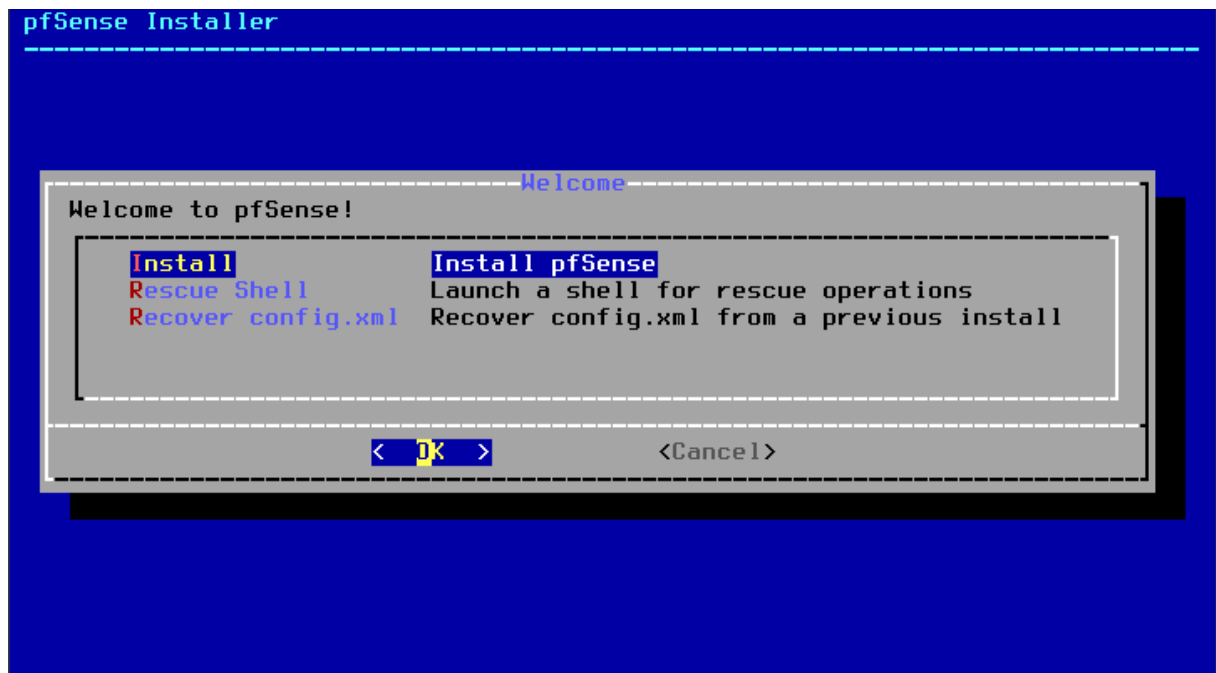 pfSense Installer
Welcome
Welcome to pfSense!
Install Install pfSense
Rescue Shell Launch a shell for rescue operations
Recover config.xml Recover config.xml from a previous install
< OK > <Cancel>